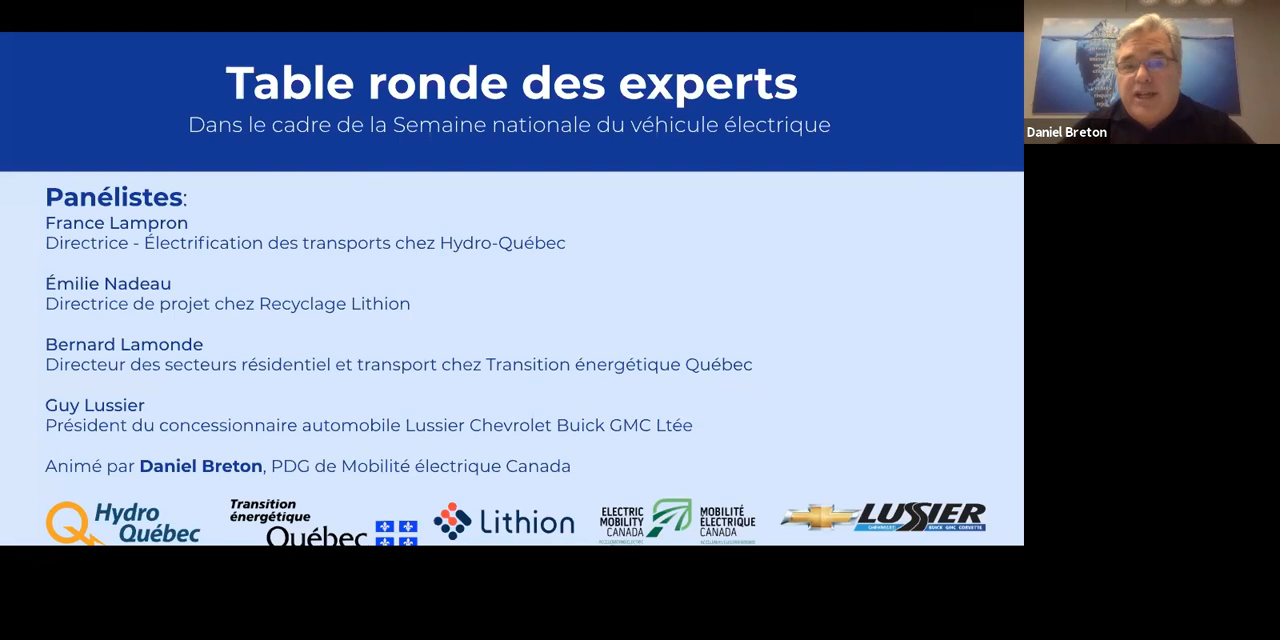 Table ronde des experts
Dans le cadre de la Semaine nationale du véhicule électrique
Daniel Breton
Panélistes:
France Lampron
Directrice - Électrification des transports chez Hydro-Québec
Émilie Nadeau
Directrice de projet chez Recyclage Lithion
Bernard Lamonde
Directeur des secteurs résidentiel et transport chez Transition énergétique Québec
Guy Lussier
Président du concessionnaire automobile Lussier Chevrolet Buick GMC Ltée
Animé par Daniel Breton, PDG de Mobilité électrique Canada
Hydro
Québec
Transition
énergétique
Québec
Lithion
ELECTRIC
MOBILITY
CANADA
MOBILITÉ
ÉLECTRIQUE
CANADA
LUSSIER
CHEVROLET BUICK GMC CORVETTE